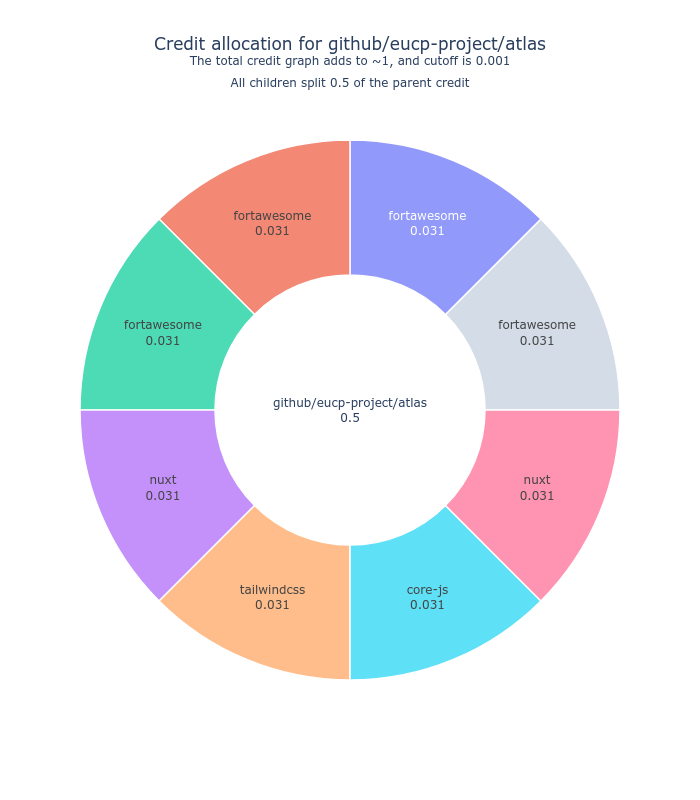 Credit allocation for github/eucp-project/atlas
The total credit graph adds to ~1, and cutoff is 0.001
All children split 0.5 of the parent credit
fortawesome
0.031
fortawesome
0.031
fortawesome
0.031
fortawesome
0.031
github/eucp-project/atlas
0.5
nuxt
0.031
nuxt
0.031
tailwindcss
0.031
core-js
0.031